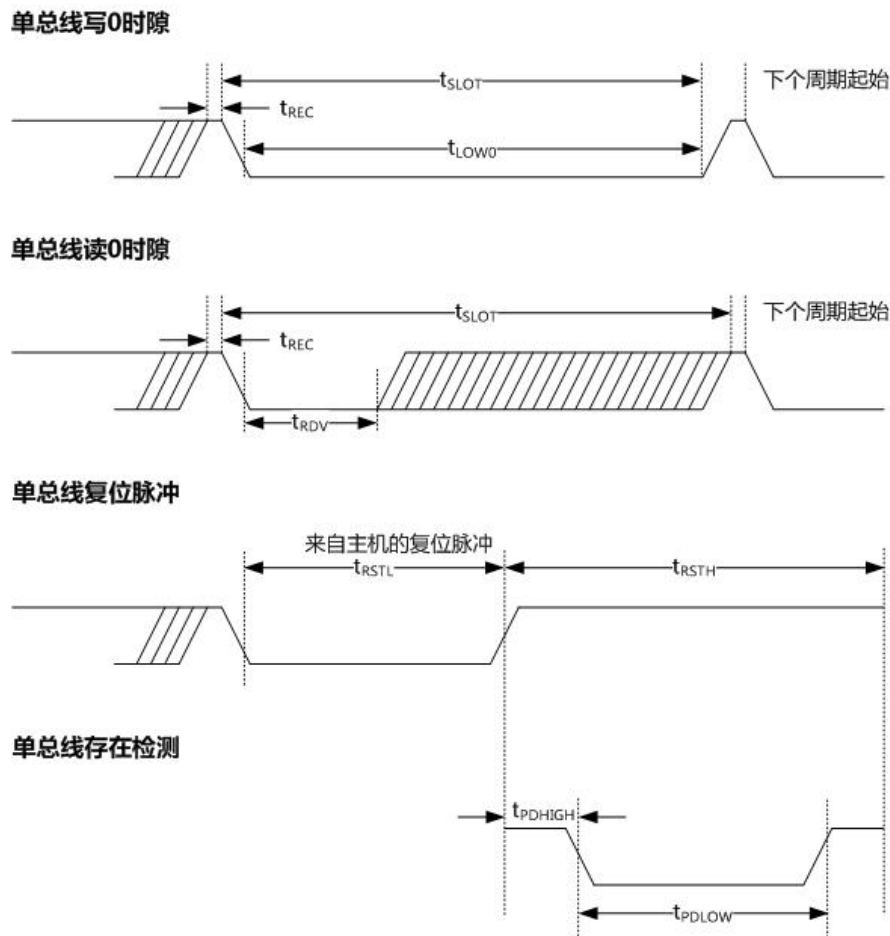 单总线写0时隙
tSLOT
下个周期起始
tREC
tLOW0
单总线读0时隙
tSLOT
下个周期起始
tREC
tRDV
单总线复位脉冲
来自主机的复位脉冲
tRSTL
tRSTH
单总线存在检测
tPDHIGH
tPDLOW